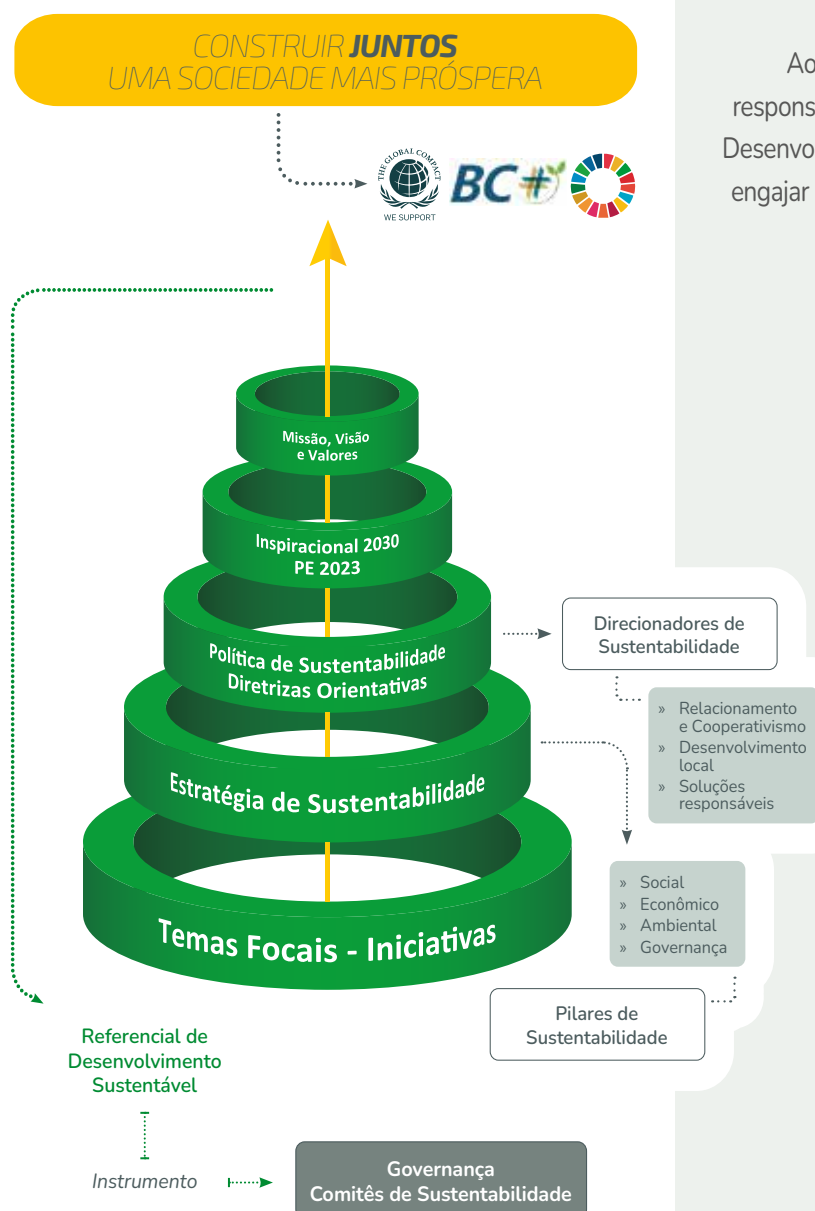 CONSTRUIR JUNTOS
UMA SOCIEDADE MAIS PRÓSPERA
Ao
respons
Desenvol
engajar
THE GLOBAL COMPACT
WE SUPPORT
BC#
Missão, Visão
e Valores
Inspiracional 2030
PE 2023
Política de Sustentabilidade
Diretrizas Orientativas
Direcionadores de
Sustentabilidade
» Relacionamento
e Cooperativismo
» Desenvolvimento
local
» Soluções
responsáveis
Estratégia de Sustentabilidade
» Social
» Econômico
» Ambiental
» Governança
Temas Focais - Iniciativas
Pilares de
Sustentabilidade
Referencial de
Desenvolvimento
Sustentável
Instrumento
Governança
Comitês de Sustentabilidade